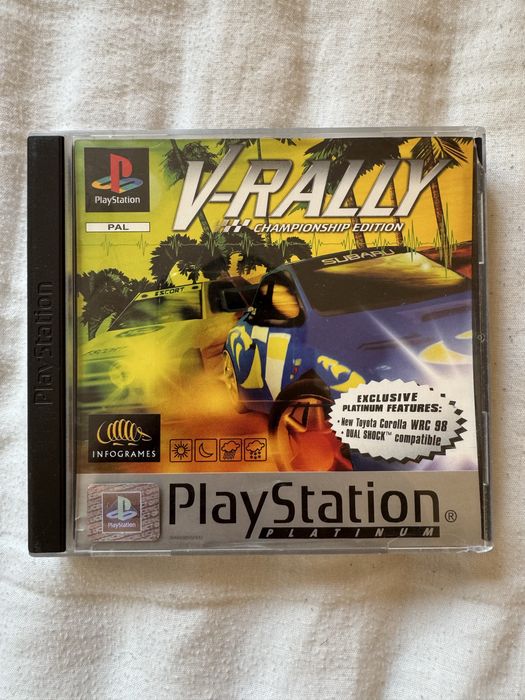 PlayStation
PlayStation
PAL
V-RALLY
CHAMPIONSHIP EDITION
SUBARU
ESCORT
EXCLUSIVE
PLATINUM FEATURES:
• New Toyota Corolla WRC 98
• DUAL SHOCK™ compatible
INFOGRAMES
PlayStation
PlayStation®
PLATINUM